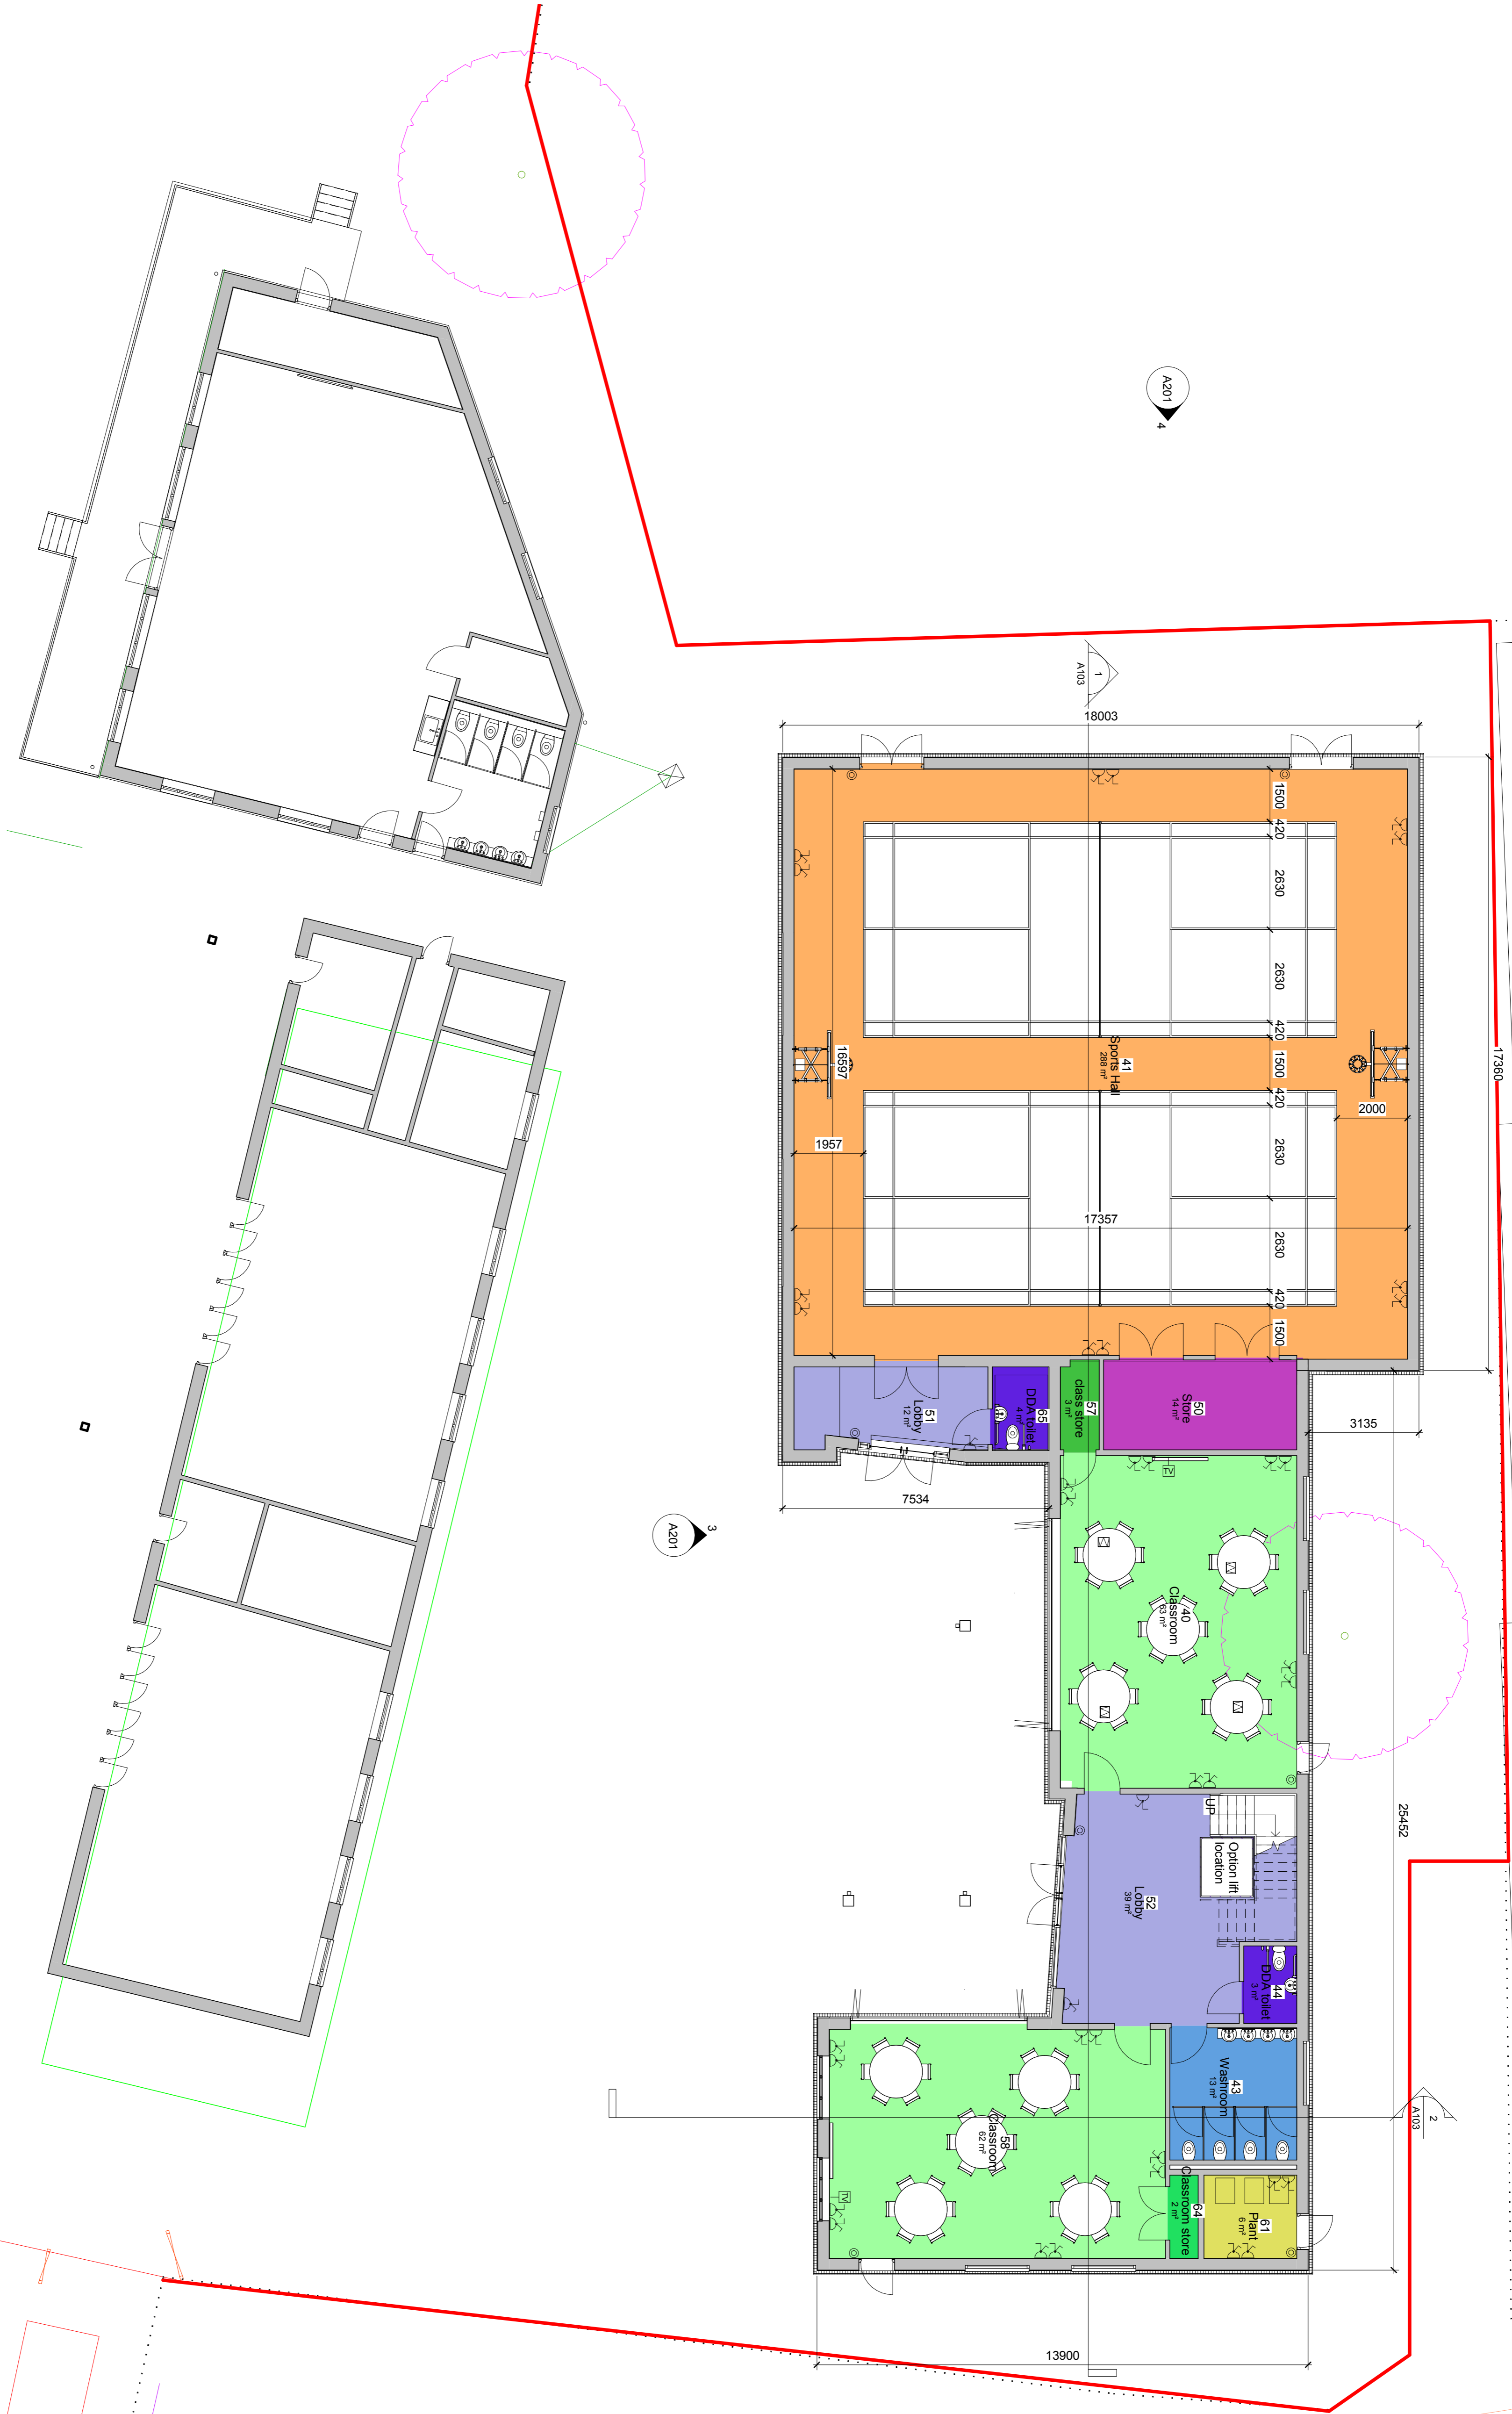 A201
4
1
A103
18003
17360
1500
420
2630
2630
420
1500
420
2630
2630
420
1500
41
Sports Hall
288 m²
16597
2000
1957
17357
3135
51
Lobby
12 m²
65
DDA toilet
4 m²
57
class store
3 m²
50
Store
14 m²
7534
TV
3
A201
40
Classroom
63 m²
25452
UP
Option lift
location
52
Lobby
39 m²
44
DDA toilet
3 m²
43
Washroom
13 m²
2
A103
58
Classroom
62 m²
TV
64
Classroom store
2 m²
61
Plant
6 m²
13900